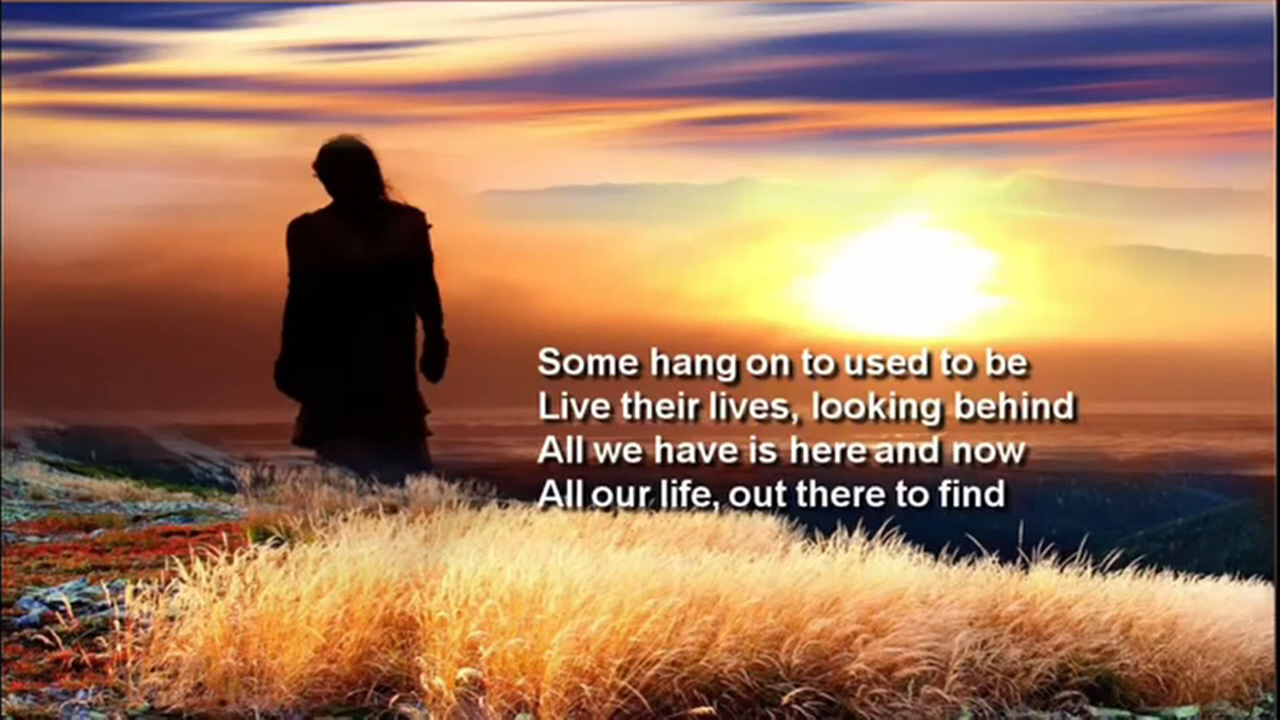 Some hang on to used to be
Live their lives, looking behind
All we have is here and now
All our life, out there to find